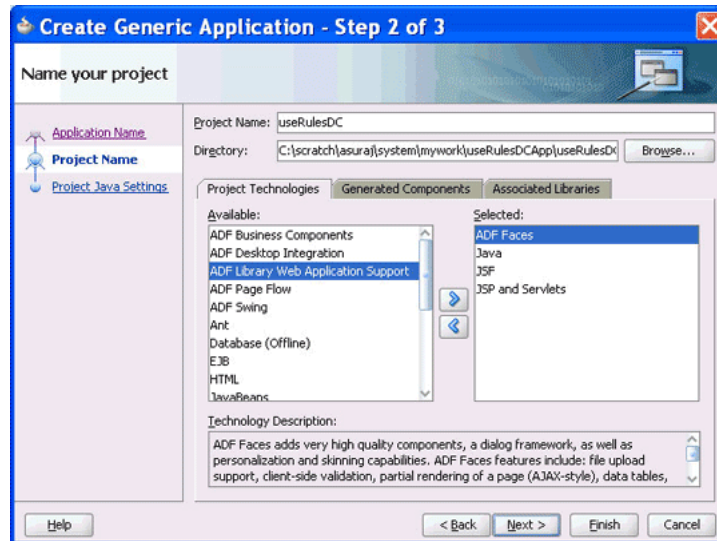 Create Generic Application - Step 2 of 3
Name your project
Application Name
Project Name
Project Java Settings
Project Name: useRulesDC
Directory: C:\scratch\asuraj\system\mywork\useRulesDCApp\useRulesD Browse...
Project Technologies Generated Components Associated Libraries
Available:
ADF Business Components
ADF Desktop Integration
ADF Library Web Application Support
ADF Page Flow
ADF Swing
Ant
Database (Offline)
EJB
HTML
JavaBeans
Selected:
ADF Faces
Java
JSF
JSP and Servlets
Technology Description:
ADF Faces adds very high quality components, a dialog framework, as well as
personalization and skinning capabilities. ADF Faces features include: file upload
support, client-side validation, partial rendering of a page (AJAX-style), data tables,
Help < Back Next > Finish Cancel